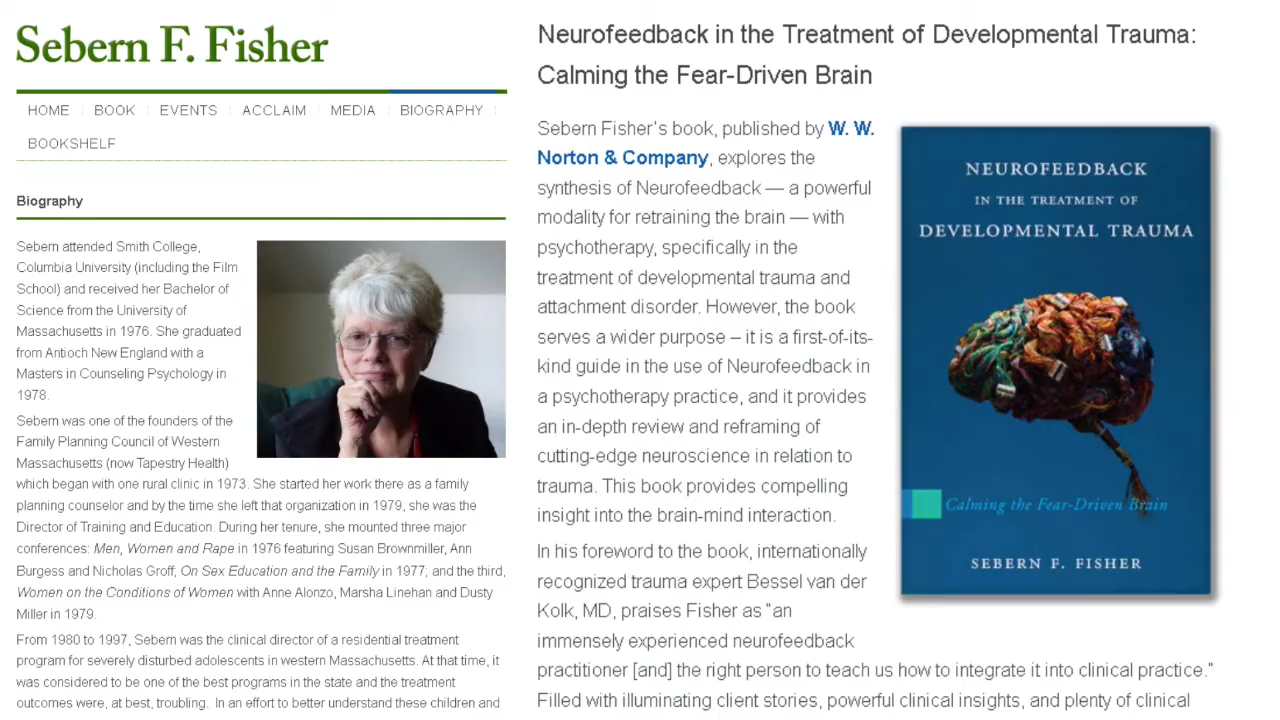 Sebern F. Fisher
HOME
BOOK
EVENTS
ACCLAIM
MEDIA
BIOGRAPHY
BOOKSHELF
Biography
Sebern attended Smith College,
Columbia University (including the Film
School) and received her Bachelor of
Science from the University of
Massachusetts in 1976. She graduated
from Antioch New England with a
Masters in Counseling Psychology in
1978.
Sebern was one of the founders of the
Family Planning Council of Western
Massachusetts (now Tapestry Health)
which began with one rural clinic in 1973. She started her work there as a family
planning counselor and by the time she left that organization in 1979, she was the
Director of Training and Education. During her tenure, she mounted three major
conferences: Men, Women and Rape in 1976 featuring Susan Brownmiller, Ann
Burgess and Nicholas Groff; On Sex Education and the Family in 1977; and the third,
Women on the Conditions of Women with Anne Alonzo, Marsha Linehan and Dusty
Miller in 1979.
From 1980 to 1997, Sebern was the clinical director of a residential treatment
program for severely disturbed adolescents in western Massachusetts. At that time, it
was considered to be one of the best programs in the state and the treatment
outcomes were, at best, troubling. In an effort to better understand these children and
Neurofeedback in the Treatment of Developmental Trauma:
Calming the Fear-Driven Brain
Sebern Fisher's book, published by W. W.
Norton & Company, explores the
synthesis of Neurofeedback — a powerful
modality for retraining the brain — with
psychotherapy, specifically in the
treatment of developmental trauma and
attachment disorder. However, the book
serves a wider purpose – it is a first-of-its-
kind guide in the use of Neurofeedback in
a psychotherapy practice, and it provides
an in-depth review and reframing of
cutting-edge neuroscience in relation to
trauma. This book provides compelling
insight into the brain-mind interaction.
In his foreword to the book, internationally
recognized trauma expert Bessel van der
Kolk, MD, praises Fisher as "an
immensely experienced neurofeedback
practitioner [and] the right person to teach us how to integrate it into clinical practice."
Filled with illuminating client stories, powerful clinical insights, and plenty of clinical
NEUROFEEDBACK
IN THE TREATMENT OF
DEVELOPMENTAL TRAUMA
Calming the Fear-Driven Brain
SEBERN F. FISHER